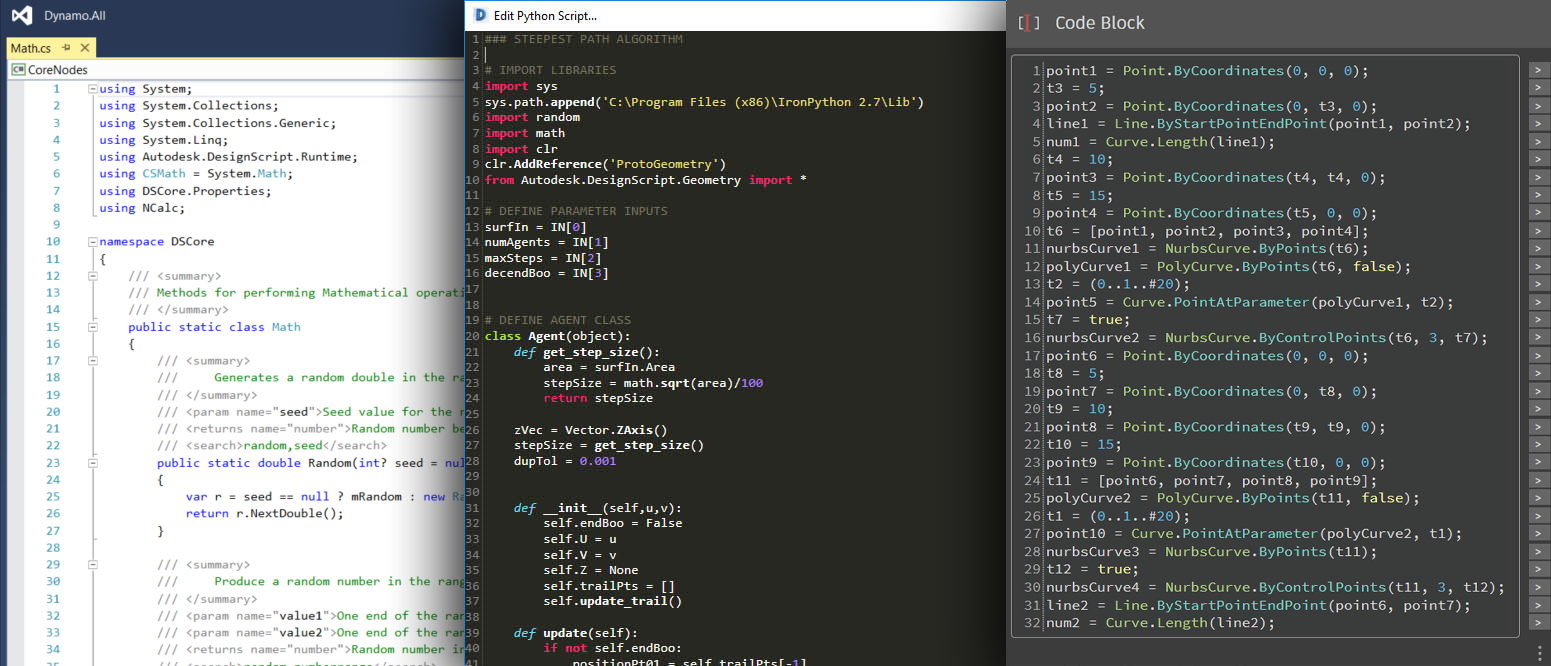 Dynamo.All
Math.cs
CoreNodes
1 using System;
2 using System.Collections;
3 using System.Collections.Generic;
4 using System.Linq;
5 using Autodesk.DesignScript.Runtime;
6 using CSMath = System.Math;
7 using DSCore.Properties;
8 using NCalc;
9
10 namespace DSCore
11 {
12 /// <summary>
13 /// Methods for performing Mathematical
14 /// </summary>
15 public static class Math
16 {
17 /// <summary>
18 /// Generates a random double in the
19 /// </summary>
20 /// <param name="seed">Seed value for the
21 /// <returns name="number">Random number
22 /// <search>random,seed</search>
23 public static double Random(int? seed =
24 {
25 var r = seed == null ? mRandom : new
26 return r.NextDouble();
27 }
28
29 /// <summary>
30 /// Produce a random number in the
31 /// </summary>
32 /// <param name="value1">One end of the
33 /// <param name="value2">One end of the
34 /// <returns name="number">Random number
Edit Python Script...
1 ### STEEPEST PATH ALGORITHM
2
3 # IMPORT LIBRARIES
4 import sys
5 sys.path.append('C:\Program Files (x86)\IronPython 2.7\Lib')
6 import random
7 import math
8 import clr
9 clr.AddReference('ProtoGeometry')
10 from Autodesk.DesignScript.Geometry import *
11
12 # DEFINE PARAMETER INPUTS
13 surfIn = IN[0]
14 numAgents = IN[1]
15 maxSteps = IN[2]
16 decendBoo = IN[3]
17
18
19 # DEFINE AGENT CLASS
20 class Agent(object):
21 def get_step_size():
22 area = surfIn.Area
23 stepSize = math.sqrt(area)/100
24 return stepSize
25
26 zVec = Vector.ZAxis()
27 stepSize = get_step_size()
28 dupTol = 0.001
29
30
31 def __init__(self,u,v):
32 self.endBoo = False
33 self.U = u
34 self.V = v
35 self.Z = None
36 self.trailPts = []
37 self.update_trail()
38
39 def update(self):
40 if not self.endBoo:
41 positionPt01 = self.trailPts[-1]
Code Block
1 point1 = Point.ByCoordinates(0, 0, 0);
2 t3 = 5;
3 point2 = Point.ByCoordinates(0, t3, 0);
4 line1 = Line.ByStartPointEndPoint(point1, point2);
5 num1 = Curve.Length(line1);
6 t4 = 10;
7 point3 = Point.ByCoordinates(t4, t4, 0);
8 t5 = 15;
9 point4 = Point.ByCoordinates(t5, 0, 0);
10 t6 = [point1, point2, point3, point4];
11 nurbsCurve1 = NurbsCurve.ByPoints(t6);
12 polyCurve1 = PolyCurve.ByPoints(t6, false);
13 t2 = (0..1..#20);
14 point5 = Curve.PointAtParameter(polyCurve1, t2);
15 t7 = true;
16 nurbsCurve2 = NurbsCurve.ByControlPoints(t6, 3, t7);
17 point6 = Point.ByCoordinates(0, 0, 0);
18 t8 = 5;
19 point7 = Point.ByCoordinates(0, t8, 0);
20 t9 = 10;
21 point8 = Point.ByCoordinates(t9, t9, 0);
22 t10 = 15;
23 point9 = Point.ByCoordinates(t10, 0, 0);
24 t11 = [point6, point7, point8, point9];
25 polyCurve2 = PolyCurve.ByPoints(t11, false);
26 t1 = (0..1..#20);
27 point10 = Curve.PointAtParameter(polyCurve2, t1);
28 nurbsCurve3 = NurbsCurve.ByPoints(t11);
29 t12 = true;
30 nurbsCurve4 = NurbsCurve.ByControlPoints(t11, 3, t12);
31 line2 = Line.ByStartPointEndPoint(point6, point7);
32 num2 = Curve.Length(line2);